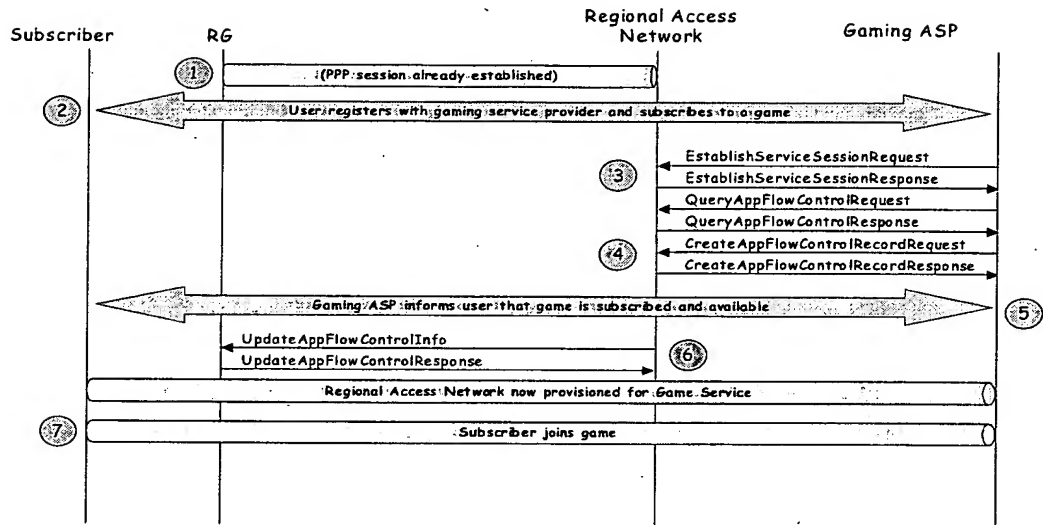 Subscriber
RG
Regional Access
Network
Gaming ASP
1
(PPP session already established)
2
User registers with gaming service provider and subscribes to a game
EstablishServiceSessionRequest
3
EstablishServiceSessionResponse
QueryAppFlowControlRequest
QueryAppFlowControlResponse
4
CreateAppFlowControlRecordRequest
CreateAppFlowControlRecordResponse
Gaming ASP informs user that game is subscribed and available
5
UpdateAppFlowControlInfo
6
UpdateAppFlowControlResponse
Regional Access Network now provisioned for Game Service
7
Subscriber joins game